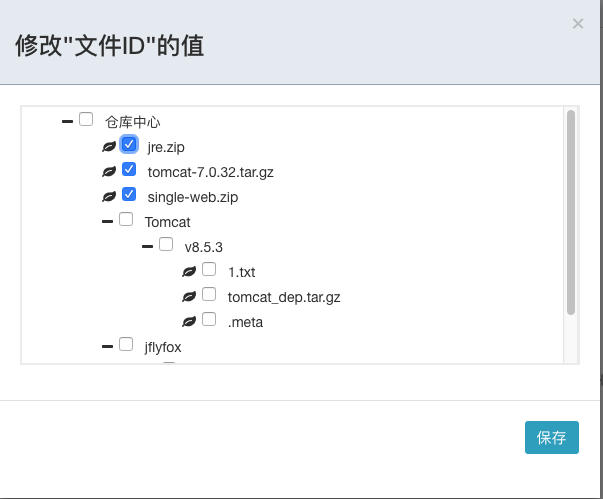 修改"文件ID"的值
×
仓库中心
jre.zip
tomcat-7.0.32.tar.gz
single-web.zip
Tomcat
v8.5.3
1.txt
tomcat_dep.tar.gz
.meta
jflyfox
保存